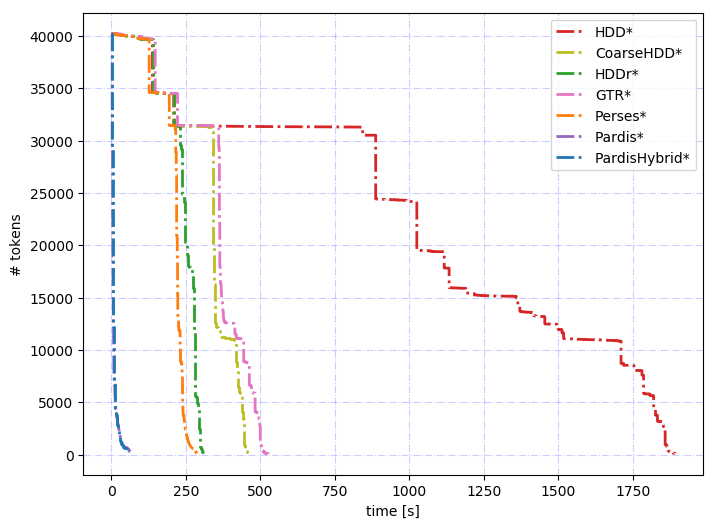 HDD*
CoarseHDD*
HDDr*
GTR*
Perses*
Pardis*
PardisHybrid*
# tokens
40000
35000
30000
25000
20000
15000
10000
5000
0
0 250 500 750 1000 1250 1500 1750
time [s]